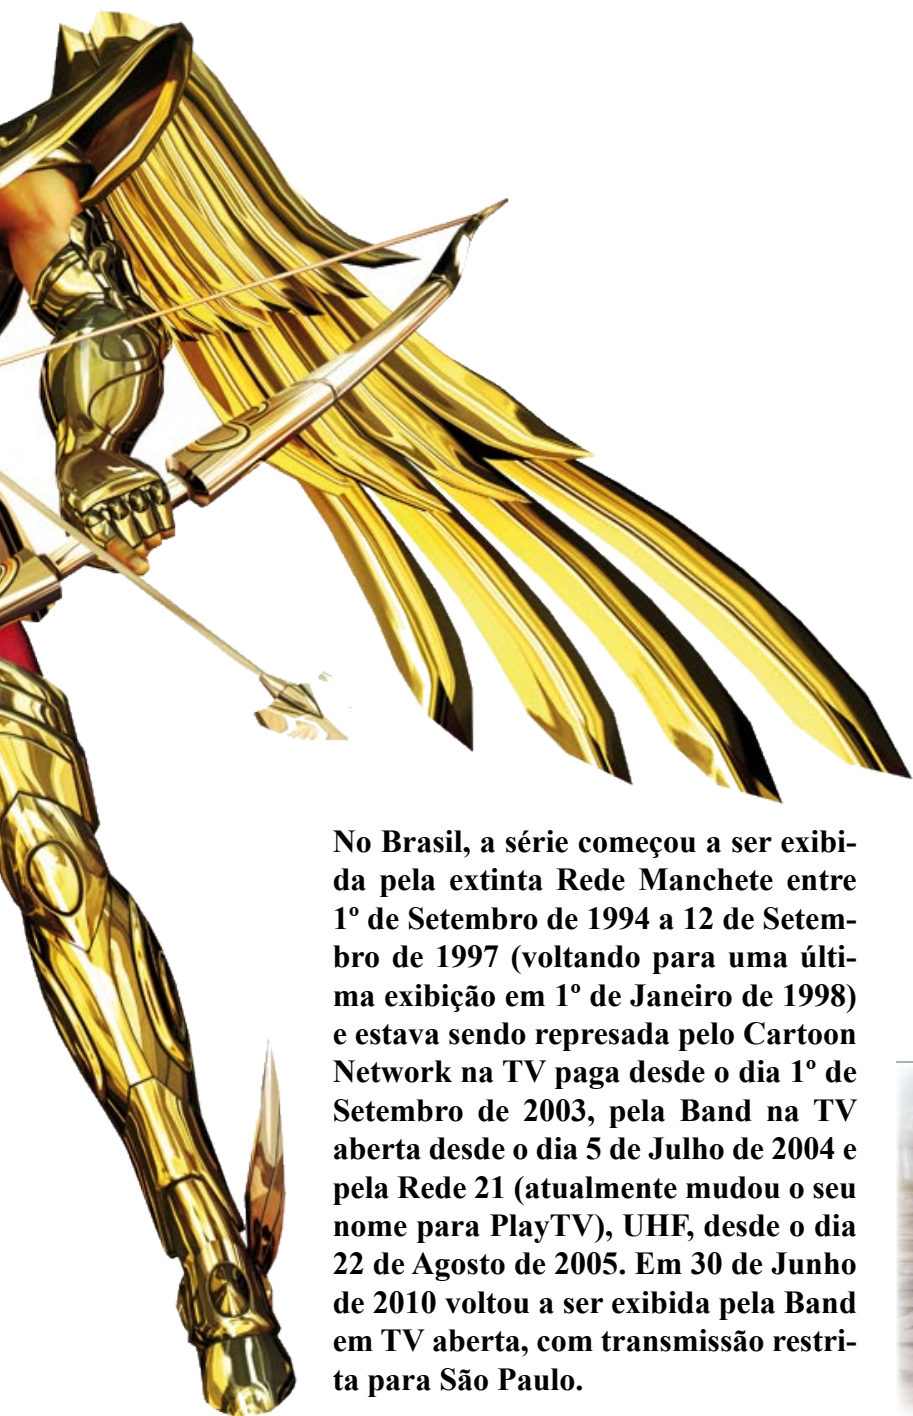 No Brasil, a série começou a ser exibi-
da pela extinta Rede Manchete entre
1º de Setembro de 1994 a 12 de Setem-
bro de 1997 (voltando para uma últi-
ma exibição em 1º de Janeiro de 1998)
e estava sendo represada pelo Cartoon
Network na TV paga desde o dia 1º de
Setembro de 2003, pela Band na TV
aberta desde o dia 5 de Julho de 2004 e
pela Rede 21 (atualmente mudou o seu
nome para PlayTV), UHF, desde o dia
22 de Agosto de 2005. Em 30 de Junho
de 2010 voltou a ser exibida pela Band
em TV aberta, com transmissão restri-
ta para São Paulo.